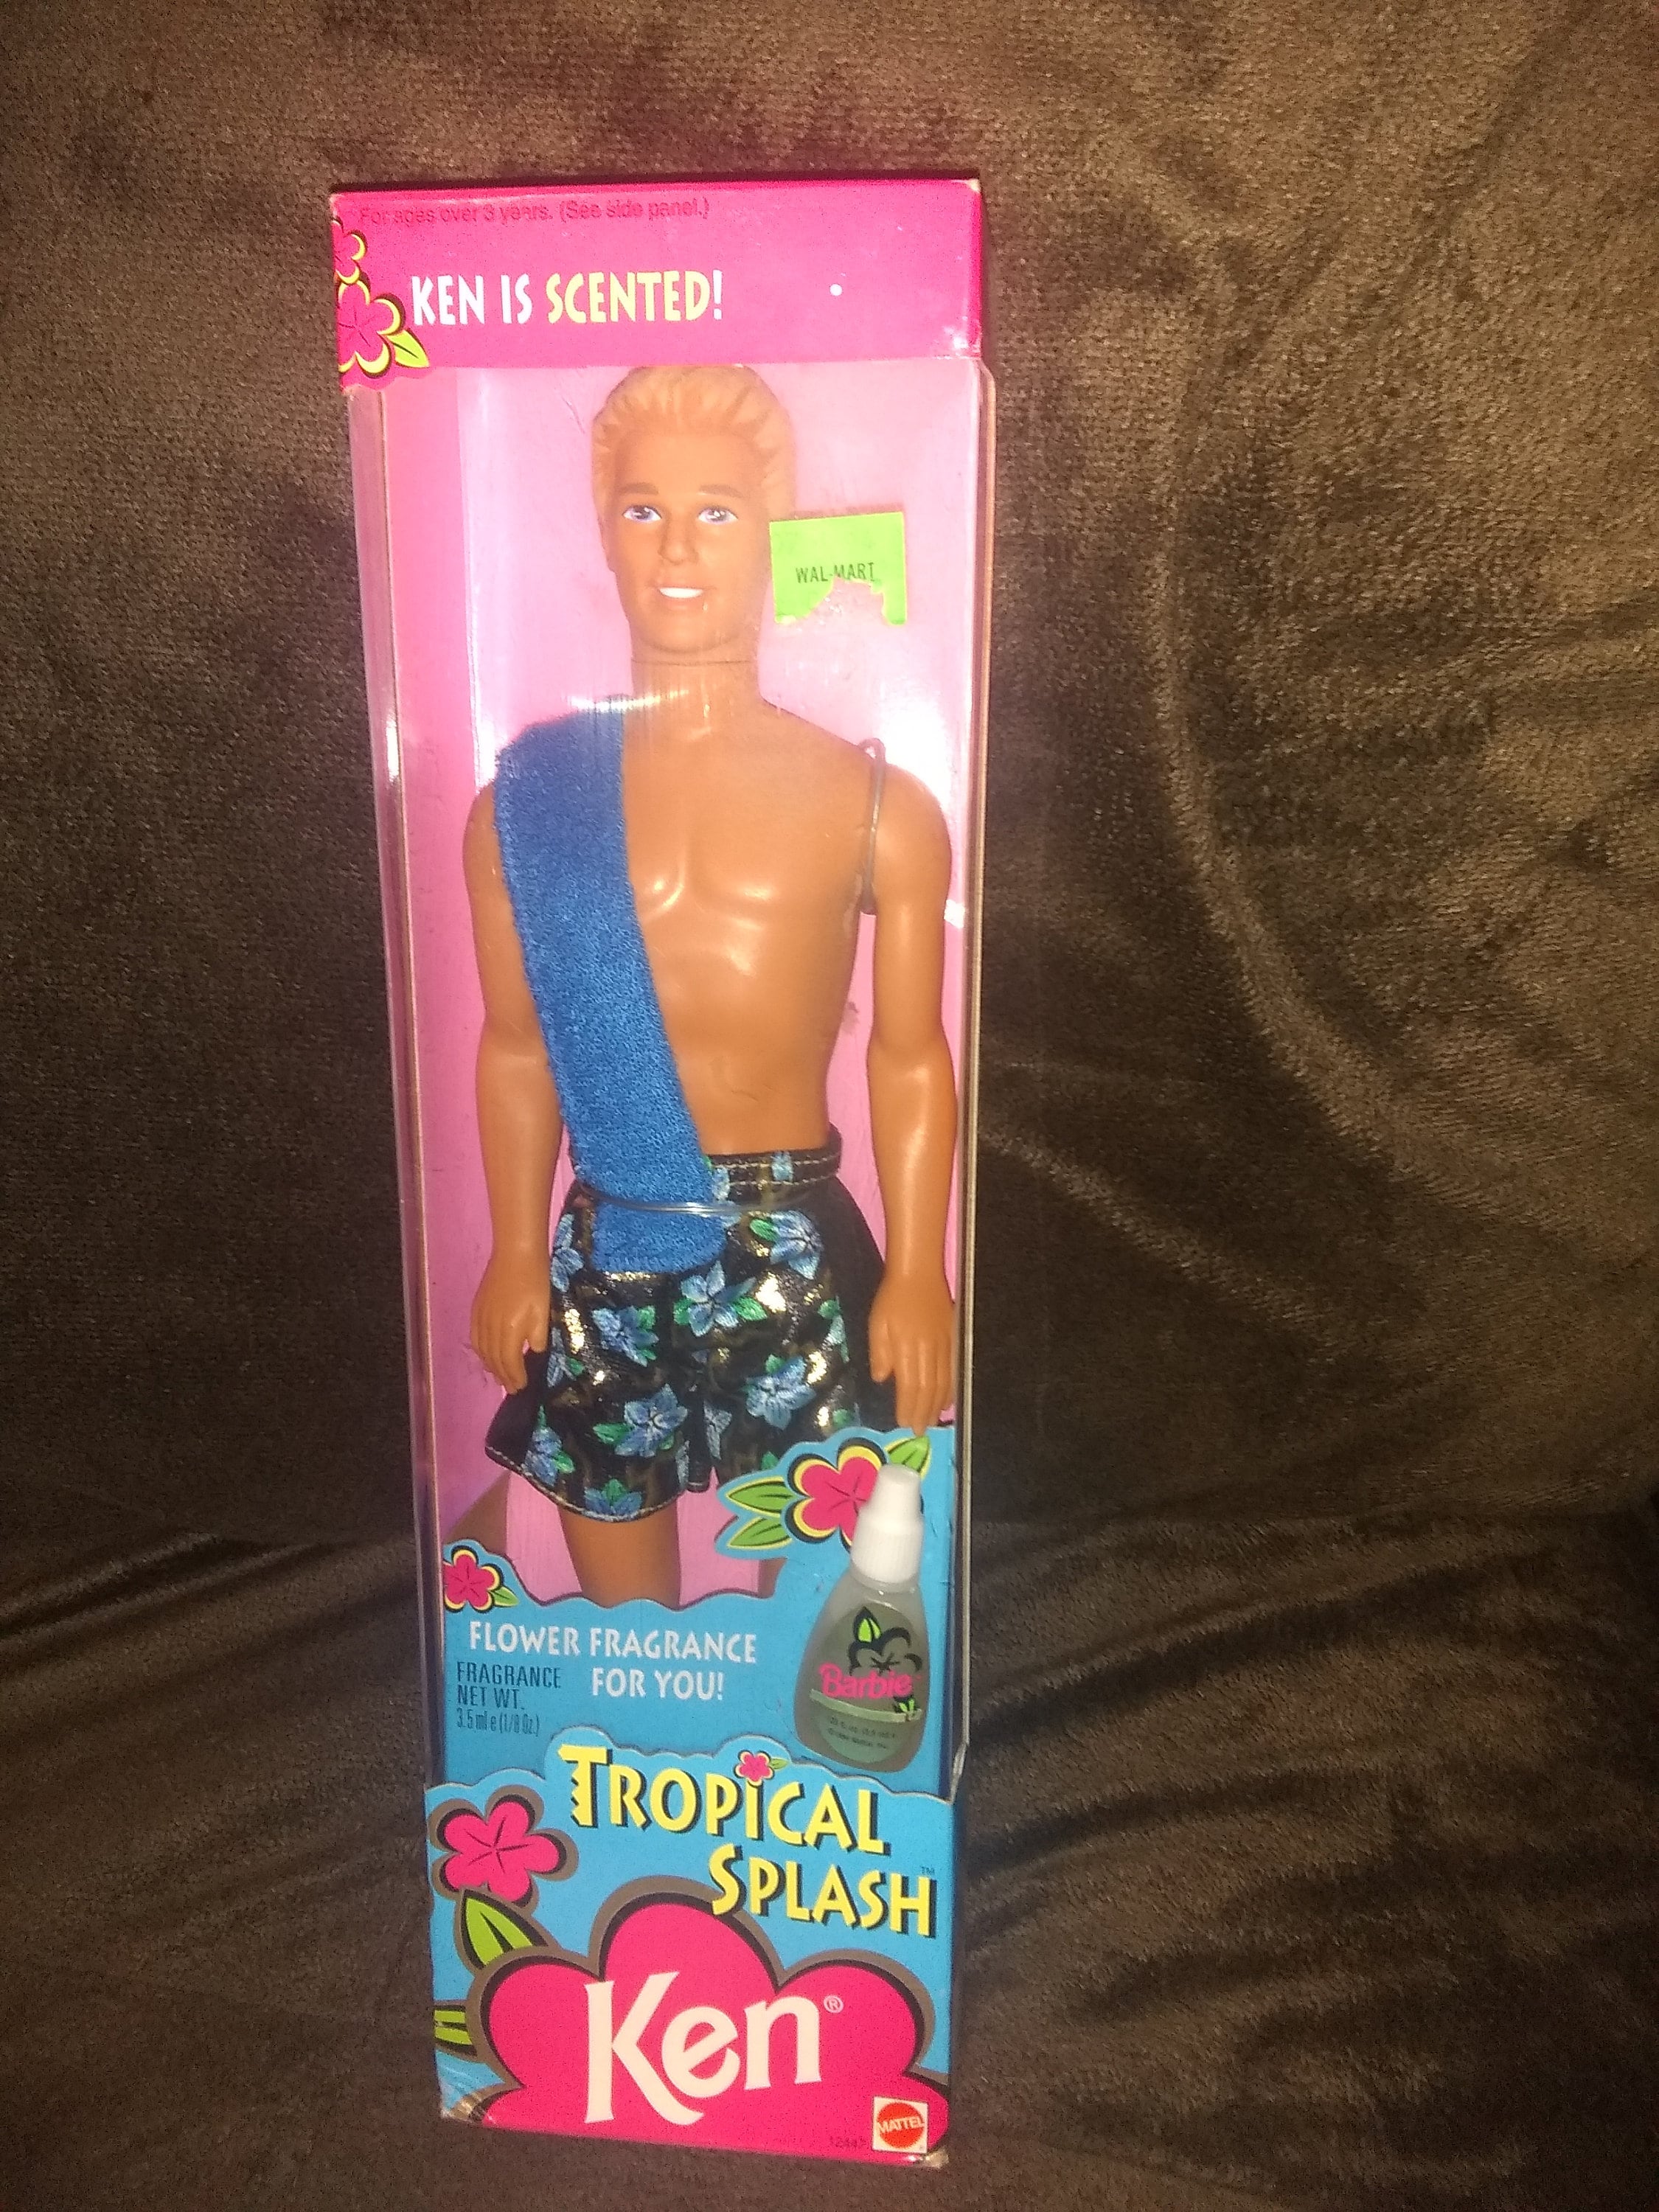 For ages over 3 years. (See side panel.)
KEN IS SCENTED!
WAL-MART
FLOWER FRAGRANCE
FOR YOU!
FRAGRANCE
NET WT.
3.5 ml e (1/8 Oz.)
Barbie
TROPICAL
SPLASH™
Ken®
MATTEL